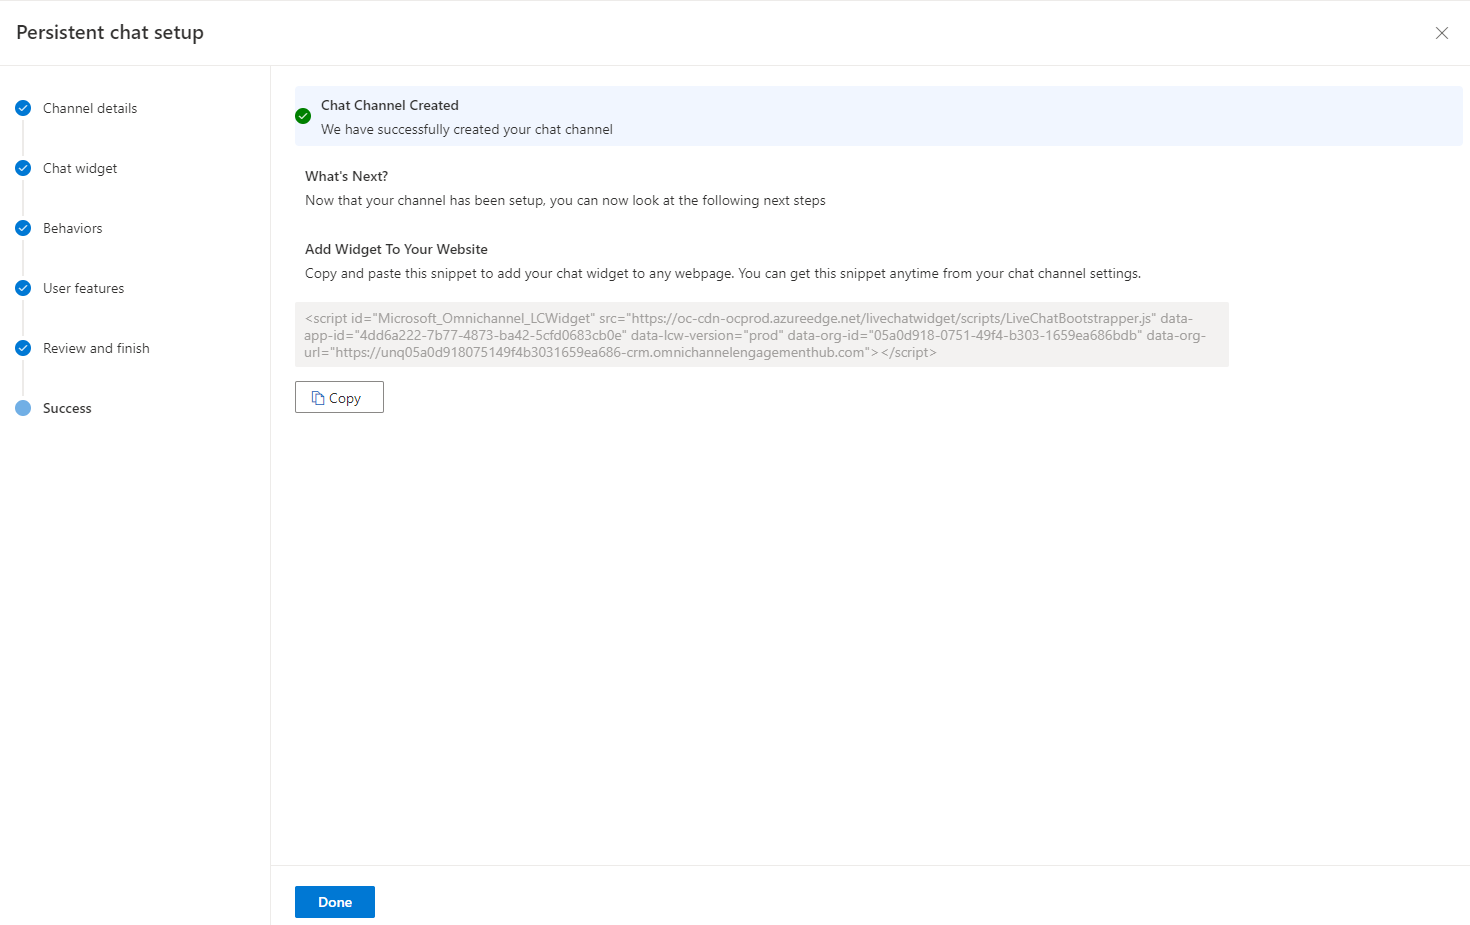 Persistent chat setup
Channel details
Chat widget
Behaviors
User features
Review and finish
Success
Chat Channel Created
We have successfully created your chat channel
What's Next?
Now that your channel has been setup, you can now look at the following next steps
Add Widget To Your Website
Copy and paste this snippet to add your chat widget to any webpage. You can get this snippet anytime from your chat channel settings.
<script id="Microsoft_Omnichannel_LCWidget" src="https://oc-cdn-ocprod.azureedge.net/livechatwidget/scripts/LiveChatBootstrapper.js" data-
app-id="4dd6a222-7b77-4873-ba42-5cfd0683cb0e" data-lcw-version="prod" data-org-id="05a0d918-0751-49f4-b303-1659ea686bdb" data-org-
url="https://unq05a0d918075149f4b3031659ea686-crm.omnichannelengagementhub.com"></script>
Copy
Done